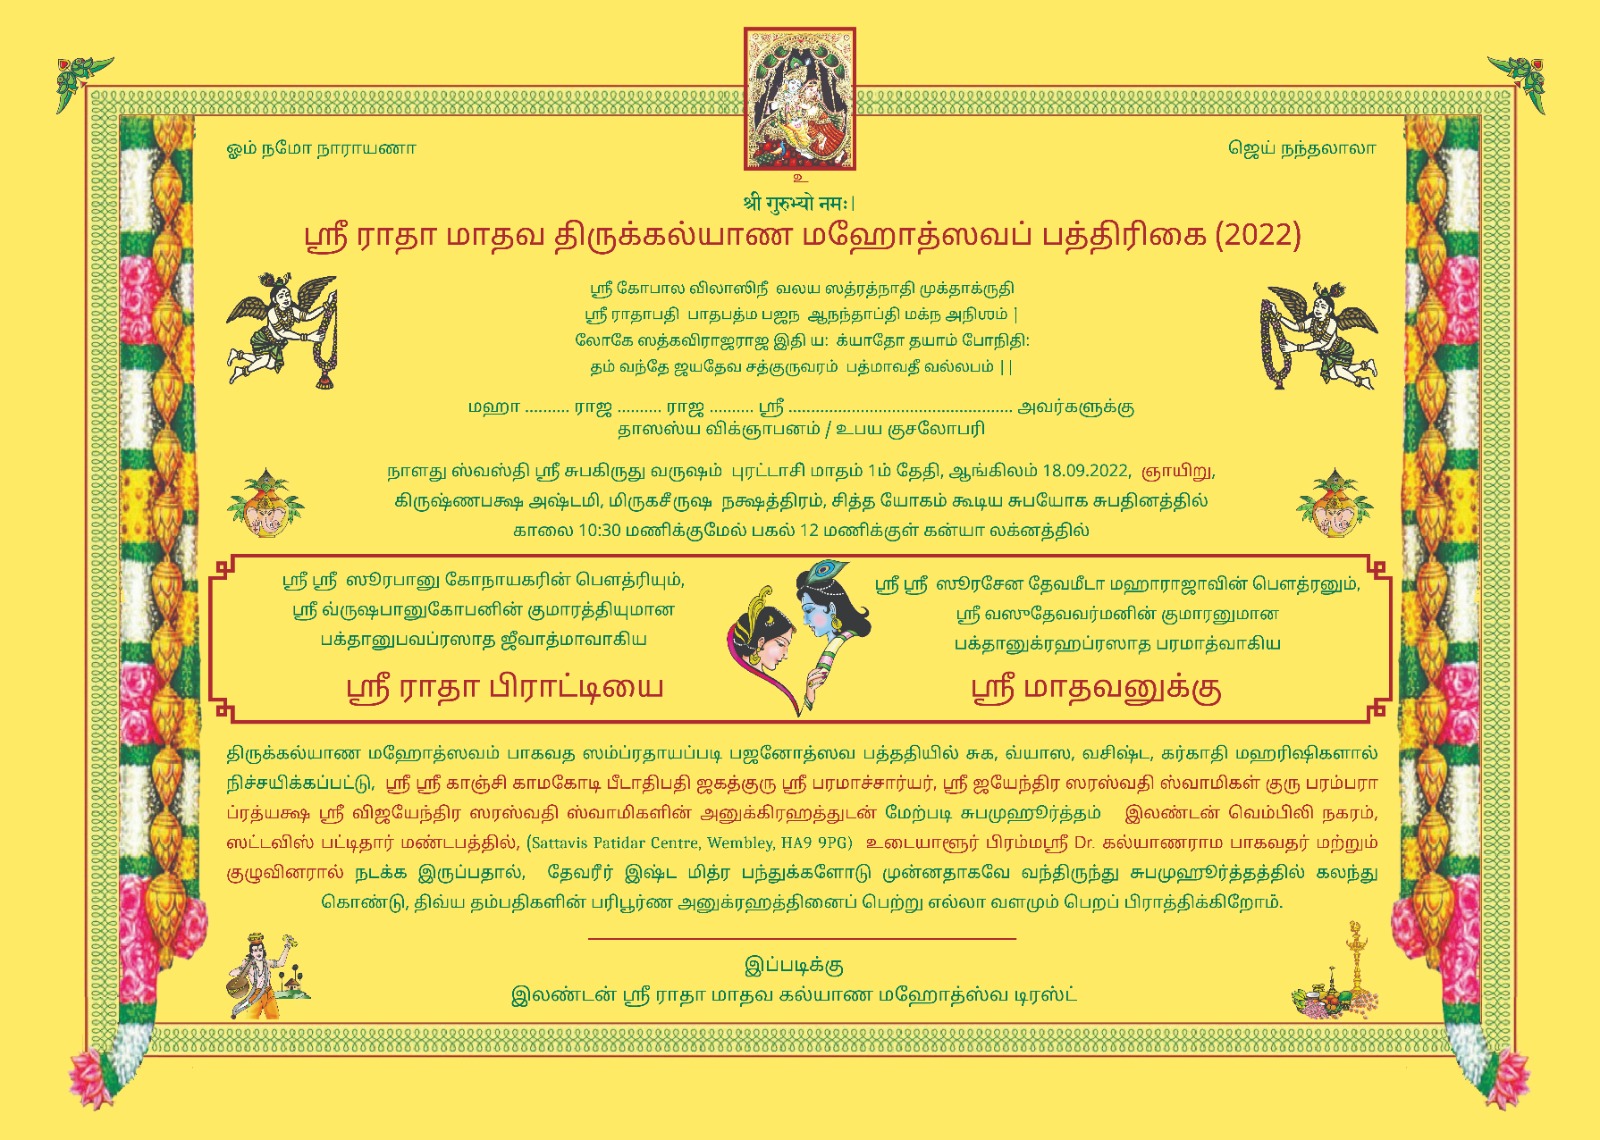 ஓம் நமோ நாராயணா
ஜெய் நந்தலாலா
உ
श्री गुरुभ्यो नमः।
ஸ்ரீ ராதா மாதவ திருக்கல்யாண மஹோத்ஸவப் பத்திரிகை (2022)
ஸ்ரீ கோபால விலாஸிநீ வலய ஸத்ரத்நாதி முக்தாக்ருதி
ஸ்ரீ ராதாபதி பாதபத்ம பஜந ஆநந்தாப்தி மக்ந அநிஶம் |
லோகே ஸத்கவிராஜராஜ இதி ய: க்யாதோ தயாம் போநிதி:
தம் வந்தே ஜயதேவ சத்குருவரம் பத்மாவதீ வல்லபம் ||
மஹா .......... ராஜ .......... ராஜ .......... ஸ்ரீ .................................................. அவர்களுக்கு
தாஸஸ்ய விக்ஞாபனம் / உபய குசலோபரி
நாளது ஸ்வஸ்தி ஸ்ரீ சுபகிருது வருஷம் புரட்டாசி மாதம் 1ம் தேதி, ஆங்கிலம் 18.09.2022, ஞாயிறு,
கிருஷ்ணபக்ஷ அஷ்டமி, மிருகசீருஷ நக்ஷத்திரம், சித்த யோகம் கூடிய சுபயோக சுபதினத்தில்
காலை 10:30 மணிக்குமேல் பகல் 12 மணிக்குள் கன்யா லக்னத்தில்
ஸ்ரீ ஸ்ரீ ஸூரபானு கோநாயகரின் பௌத்ரியும்,
ஸ்ரீ வ்ருஷபானுகோபனின் குமாரத்தியுமான
பக்தானுபவப்ரஸாத ஜீவாத்மாவாகிய
ஸ்ரீ ராதா பிராட்டியை
ஸ்ரீ ஸ்ரீ ஸூரசேன தேவமீடா மஹாராஜாவின் பௌத்ரனும்,
ஸ்ரீ வஸுதேவவர்மனின் குமாரனுமான
பக்தானுக்ரஹப்ரஸாத பரமாத்வாகிய
ஸ்ரீ மாதவனுக்கு
திருக்கல்யாண மஹோத்ஸவம் பாகவத ஸம்ப்ரதாயப்படி பஜனோத்ஸவ பத்ததியில் சுக, வ்யாஸ, வசிஷ்ட, கர்காதி மஹரிஷிகளால்
நிச்சயிக்கப்பட்டு, ஸ்ரீ ஸ்ரீ காஞ்சி காமகோடி பீடாதிபதி ஜகத்குரு ஸ்ரீ பரமாச்சார்யர், ஸ்ரீ ஜயேந்திர ஸரஸ்வதி ஸ்வாமிகள் குரு பரம்பரா
ப்ரத்யக்ஷ ஸ்ரீ விஜயேந்திர ஸரஸ்வதி ஸ்வாமிகளின் அனுக்கிரஹத்துடன் மேற்படி சுபமுஹூர்த்தம் இலண்டன் வெம்பிலி நகரம்,
ஸட்டவிஸ் பட்டிதார் மண்டபத்தில், (Sattavis Patidar Centre, Wembley, HA9 9PG) உடையாளூர் பிரம்மஸ்ரீ Dr. கல்யாணராம பாகவதர் மற்றும்
குழுவினரால் நடக்க இருப்பதால், தேவரீர் இஷ்ட மித்ர பந்துக்களோடு முன்னதாகவே வந்திருந்து சுபமுஹூர்த்தத்தில் கலந்து
கொண்டு, திவ்ய தம்பதிகளின் பரிபூர்ண அனுக்ரஹத்தினைப் பெற்று எல்லா வளமும் பெறப் பிராத்திக்கிறோம்.
இப்படிக்கு
இலண்டன் ஸ்ரீ ராதா மாதவ கல்யாண மஹோத்ஸ்வ டிரஸ்ட்